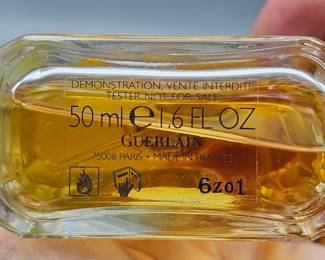 DEMONSTRATION, VENTE INTERDITE
TESTER NOT FOR SALE
50 ml e 1.6 FL OZ
GUERLAIN
75008 PARIS • MADE IN FRANCE
6Z01